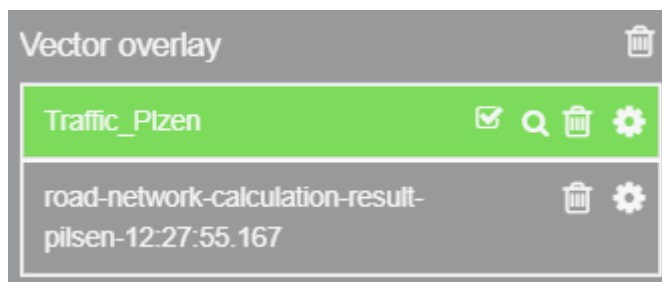 Vector overlay
Traffic_Plzen
road-network-calculation-result-
pilsen-12:27:55.167